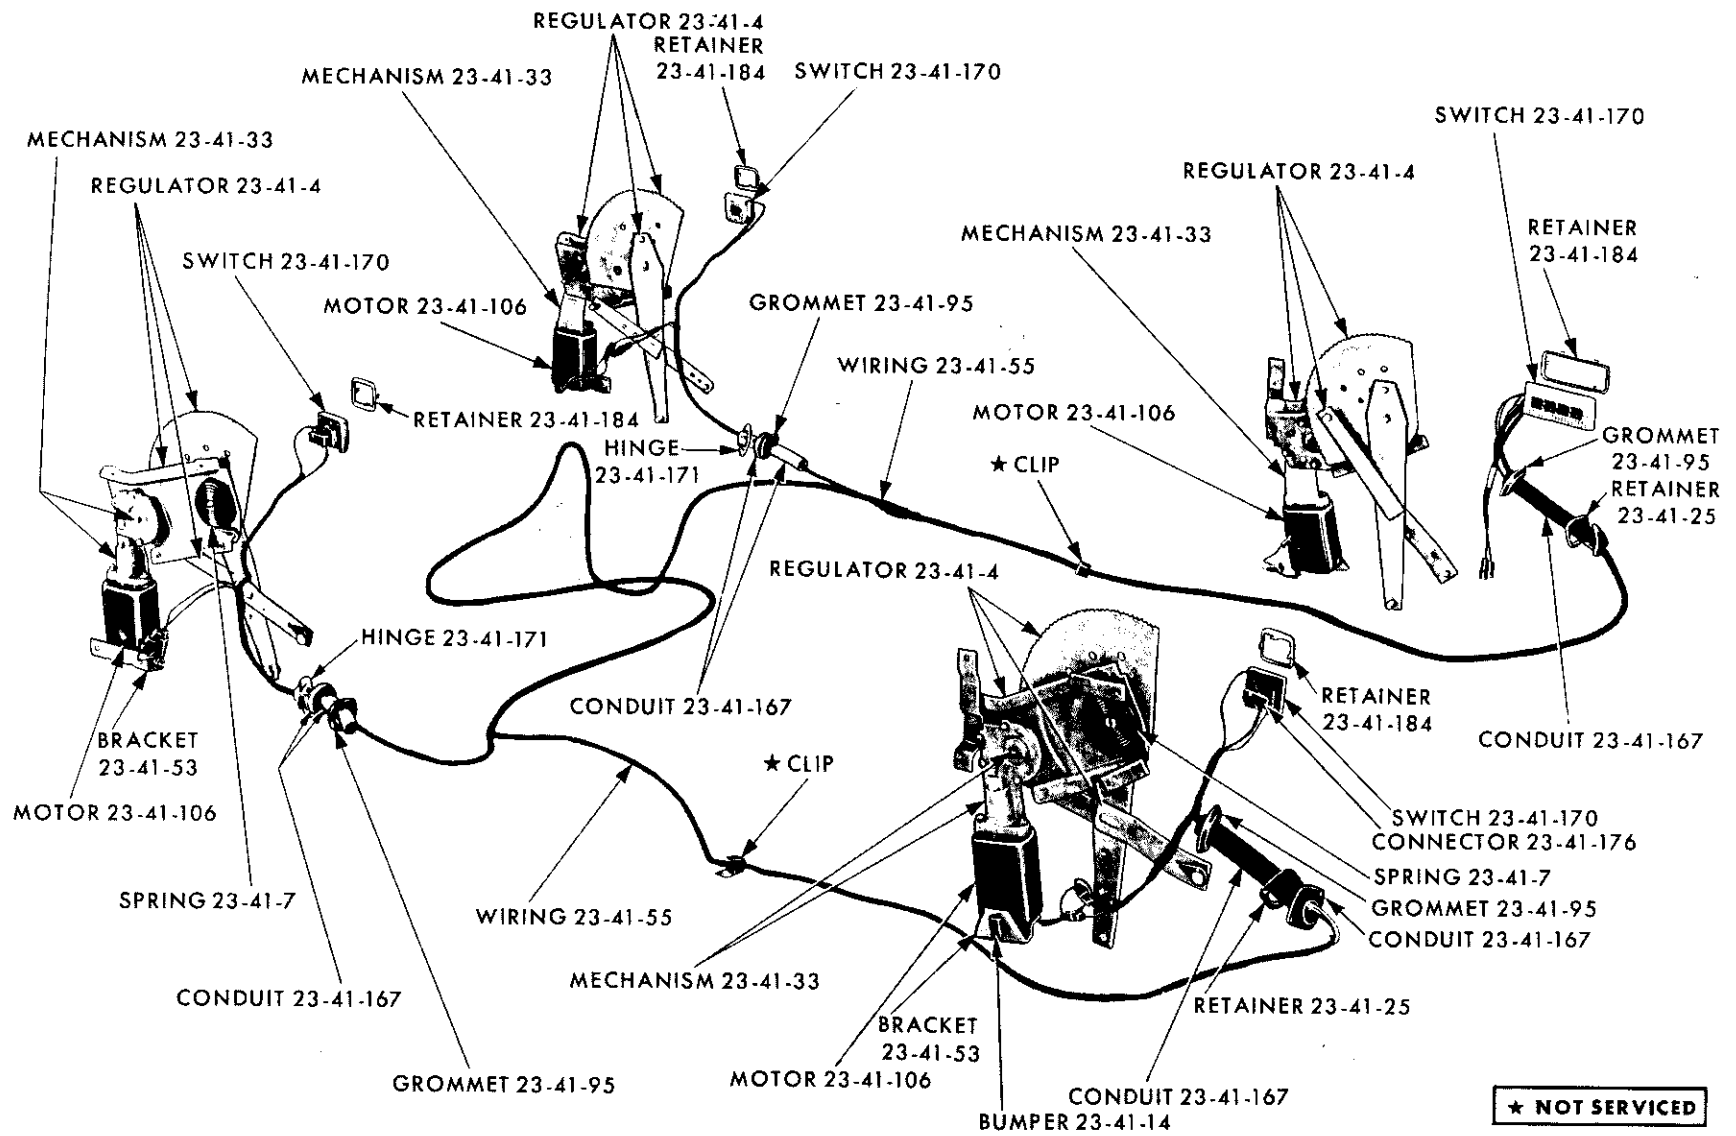 REGULATOR 23-41-4
RETAINER
23-41-184
MECHANISM 23-41-33
SWITCH 23-41-170
SWITCH 23-41-170
MECHANISM 23-41-33
REGULATOR 23-41-4
REGULATOR 23-41-4
RETAINER
23-41-184
MECHANISM 23-41-33
SWITCH 23-41-170
MOTOR 23-41-106
GROMMET 23-41-95
WIRING 23-41-55
RETAINER 23-41-184
MOTOR 23-41-106
HINGE
23-41-171
GROMMET
23-41-95
★ CLIP
RETAINER
23-41-25
REGULATOR 23-41-4
HINGE 23-41-171
CONDUIT 23-41-167
RETAINER
23-41-184
BRACKET
23-41-53
CONDUIT 23-41-167
★ CLIP
MOTOR 23-41-106
SWITCH 23-41-170
CONNECTOR 23-41-176
SPRING 23-41-7
SPRING 23-41-7
WIRING 23-41-55
GROMMET 23-41-95
CONDUIT 23-41-167
MECHANISM 23-41-33
CONDUIT 23-41-167
RETAINER 23-41-25
BRACKET
23-41-53
GROMMET 23-41-95
MOTOR 23-41-106
CONDUIT 23-41-167
BUMPER 23-41-14
★ NOT SERVICED